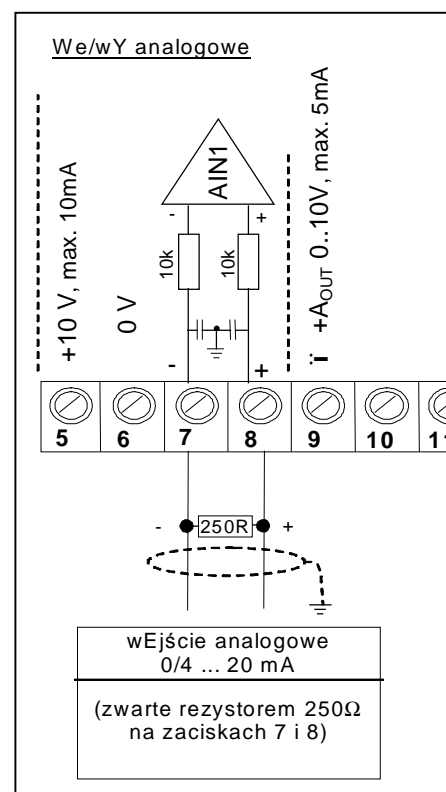 We/wY analogowe
+10 V, max. 10mA
0 V
AIN1
- +
10k 10k
ï +AOUT 0..10V, max. 5mA
- +
5 6 7 8 9 10 11
- 250R +
wEjście analogowe
0/4 ... 20 mA
(zwarte rezystorem 250Ω
na zaciskach 7 i 8)